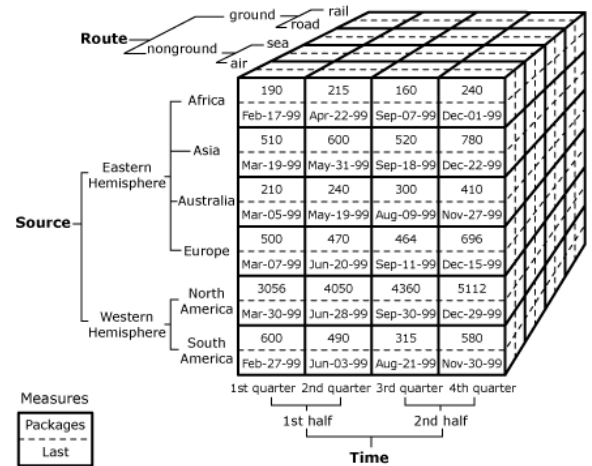 ground
rail
road
Route
nonground
sea
air
190 215 160 240
Africa
Feb-17-99 Apr-22-99 Sep-07-99 Dec-01-99
510 600 520 780
Asia
Mar-19-99 May-31-99 Sep-18-99 Dec-22-99
Eastern
Hemisphere
210 240 300 410
Australia
Mar-05-99 May-19-99 Aug-09-99 Nov-27-99
Source
500 470 464 696
Europe
Mar-07-99 Jun-20-99 Sep-11-99 Dec-15-99
3056 4050 4360 5112
North
America
Mar-30-99 Jun-28-99 Sep-30-99 Dec-29-99
Western
Hemisphere
600 490 315 580
South
America
Feb-27-99 Jun-03-99 Aug-21-99 Nov-30-99
1st quarter 2nd quarter 3rd quarter 4th quarter
1st half 2nd half
Time
Measures
Packages
Last